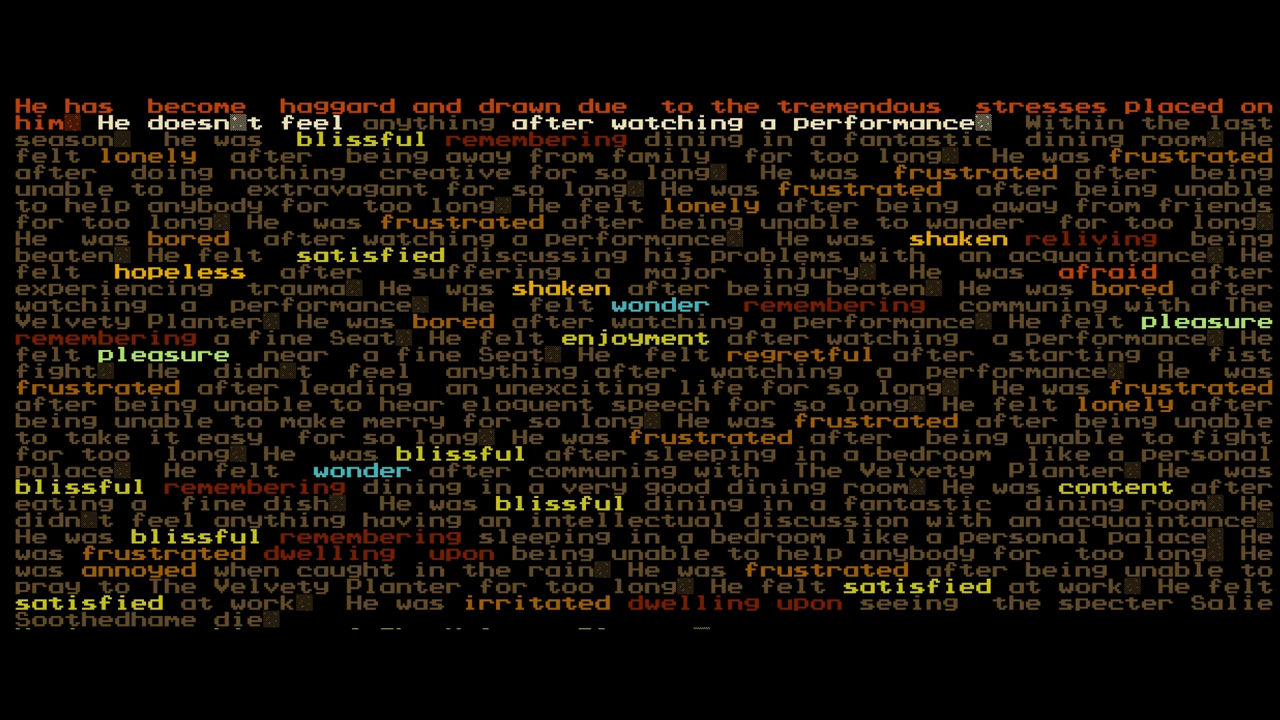 He has become haggard and drawn due to the tremendous stresses placed on
him. He doesn't feel anything after watching a performance. Within the last
season, he was blissful remembering dining in a fantastic dining room. He
felt lonely after being away from family for too long. He was frustrated
after doing nothing creative for so long. He was frustrated after being
unable to be extravagant for so long. He was frustrated after being unable
to help anybody for too long. He felt lonely after being away from friends
for too long. He was frustrated after being unable to wander for too long.
He was bored after watching a performance. He was shaken reliving being
beaten. He felt satisfied discussing his problems with an acquaintance. He
felt hopeless after suffering a major injury. He was afraid after
experiencing trauma. He was shaken after being beaten. He was bored after
watching a performance. He felt wonder remembering communing with The
Velvety Planter. He was bored after watching a performance. He felt pleasure
remembering a fine Seat. He felt enjoyment after watching a performance. He
felt pleasure near a fine Seat. He felt regretful after starting a fist
fight. He didn't feel anything after watching a performance. He was
frustrated after leading an unexciting life for so long. He was frustrated
after being unable to hear eloquent speech for so long. He felt lonely after
being unable to make merry for so long. He was frustrated after being unable
to take it easy for so long. He was frustrated after being unable to fight
for too long. He was blissful after sleeping in a bedroom like a personal
palace. He felt wonder after communing with The Velvety Planter. He was
blissful remembering dining in a very good dining room. He was content after
eating a fine dish. He was blissful dining in a fantastic dining room. He
didn't feel anything having an intellectual discussion with an acquaintance.
He was blissful remembering sleeping in a bedroom like a personal palace. He
was frustrated dwelling upon being unable to help anybody for too long. He
was annoyed when caught in the rain. He was frustrated after being unable to
pray to The Velvety Planter for too long. He felt satisfied at work. He felt
satisfied at work. He was irritated dwelling upon seeing the specter Salie
Soothedhame die.